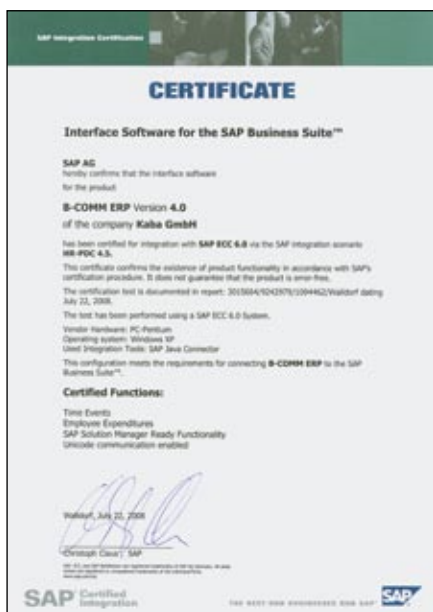 SAP Integration Certification
CERTIFICATE
Interface Software for the SAP Business Suite™
SAP AG
hereby confirms that the interface software
for the product
B-COMM ERP Version 4.0
of the company Kaba GmbH
has been certified for integration with SAP ECC 6.0 via the SAP integration scenario
HR-PDC 4.5.
This certificate confirms the existence of product functionality in accordance with SAP's
certification procedure. It does not guarantee that the product is error-free.
The certification test is documented in report: /Walldorf dating
July 22, 2008.
The test has been performed using a SAP ECC 6.0 System.
Vendor Hardware: PC-Pentium
Operating system: Windows XP
Used Integration Tools: SAP Java Connector
This configuration meets the requirements for connecting B-COMM ERP to the SAP
Business Suite™.
Certified Functions:
Time Events
Employee Expenditures
SAP Solution Manager Ready Functionality
Unicode communication enabled
Walldorf, July 22, 2008
Christoph SAP
SAP Certified
Integration
THE BEST-RUN BUSINESSES RUN SAP
SAP